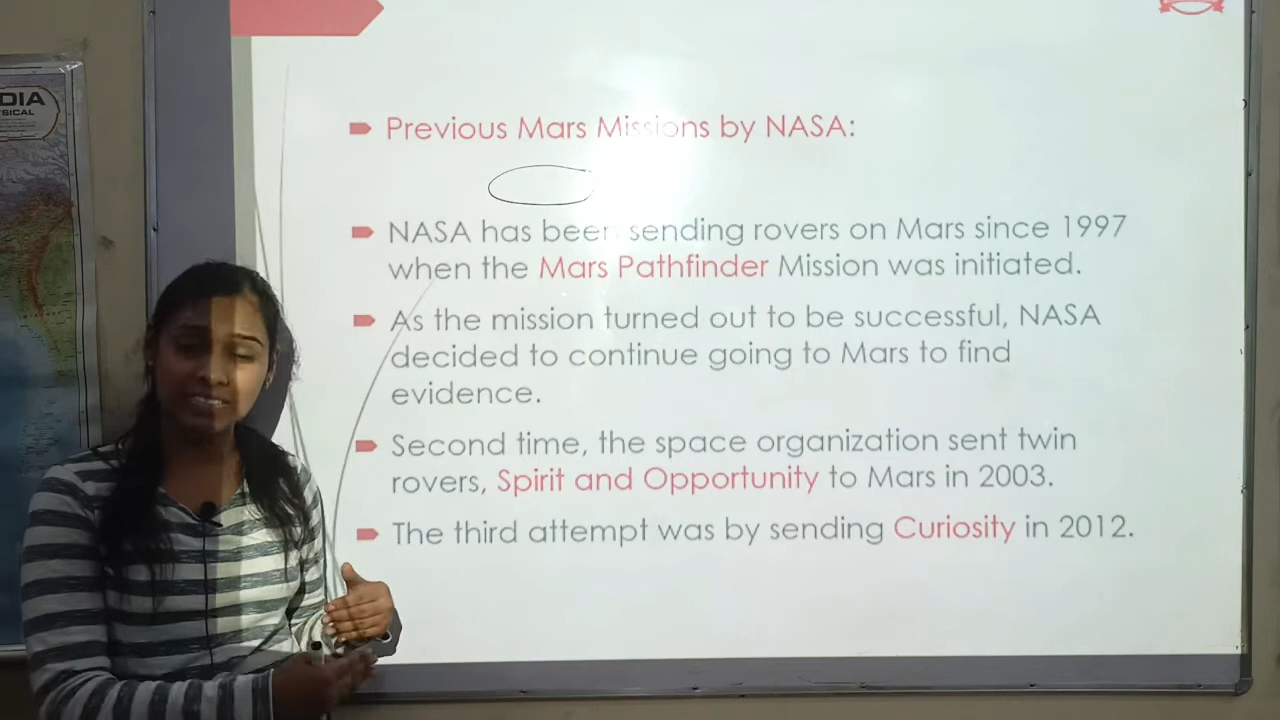 DIA
SICAL
Previous Mars Missions by NASA:
NASA has been sending rovers on Mars since 1997
when the Mars Pathfinder Mission was initiated.
As the mission turned out to be successful, NASA
decided to continue going to Mars to find
evidence.
Second time, the space organization sent twin
rovers, Spirit and Opportunity to Mars in 2003.
The third attempt was by sending Curiosity in 2012.